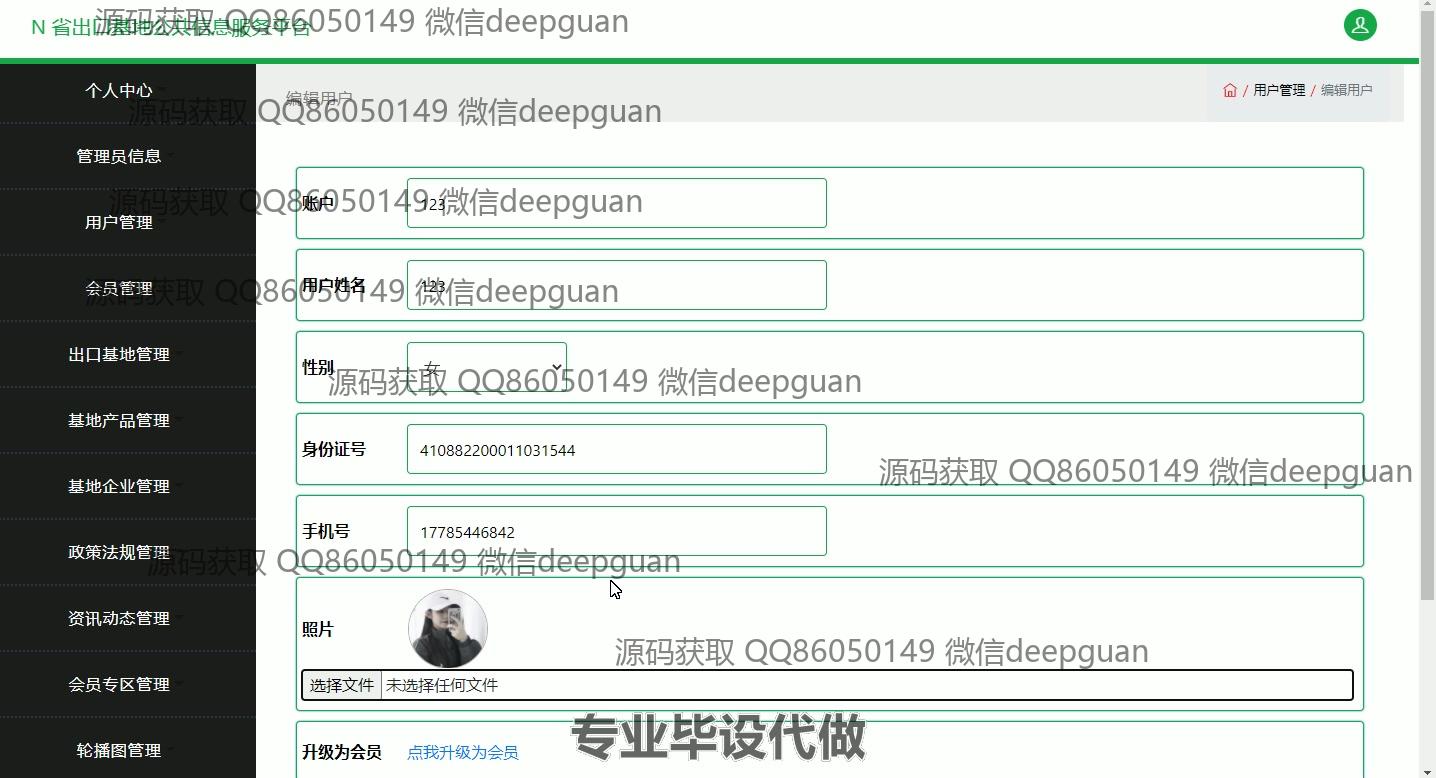 N 省出口基地公共信息服务平台
源码获取 QQ86050149 微信deepguan
个人中心
编辑用户
/ 用户管理 / 编辑用户
源码获取 QQ86050149 微信deepguan
管理员信息
源码获取 QQ86050149 微信deepguan
账户
123
用户管理
会员管理
用户姓名
123
源码获取 QQ86050149 微信deepguan
出口基地管理
性别
女
源码获取 QQ86050149 微信deepguan
基地产品管理
身份证号
410882200011031544
源码获取 QQ86050149 微信deepguan
基地企业管理
手机号
17785446842
政策法规管理
源码获取 QQ86050149 微信deepguan
资讯动态管理
照片
源码获取 QQ86050149 微信deepguan
会员专区管理
选择文件 未选择任何文件
专业毕设代做
轮播图管理
升级为会员
点我升级为会员